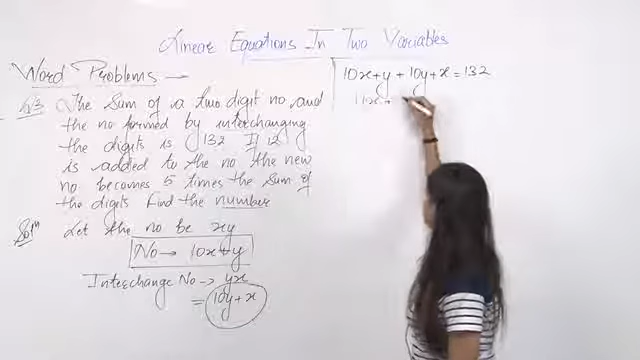 Linear Equations In Two Variables
Word Problems —
Q.3 The Sum of a two digit no and
the no formed by interchanging
the digits is 132 If 12
is added to the no the new
no becomes 5 times the Sum of
the digits Find the number
Solⁿ Let the no be xy
No → 10x+y
Interchange No → yx
= 10y+x
10x+y + 10y+x = 132
11x +